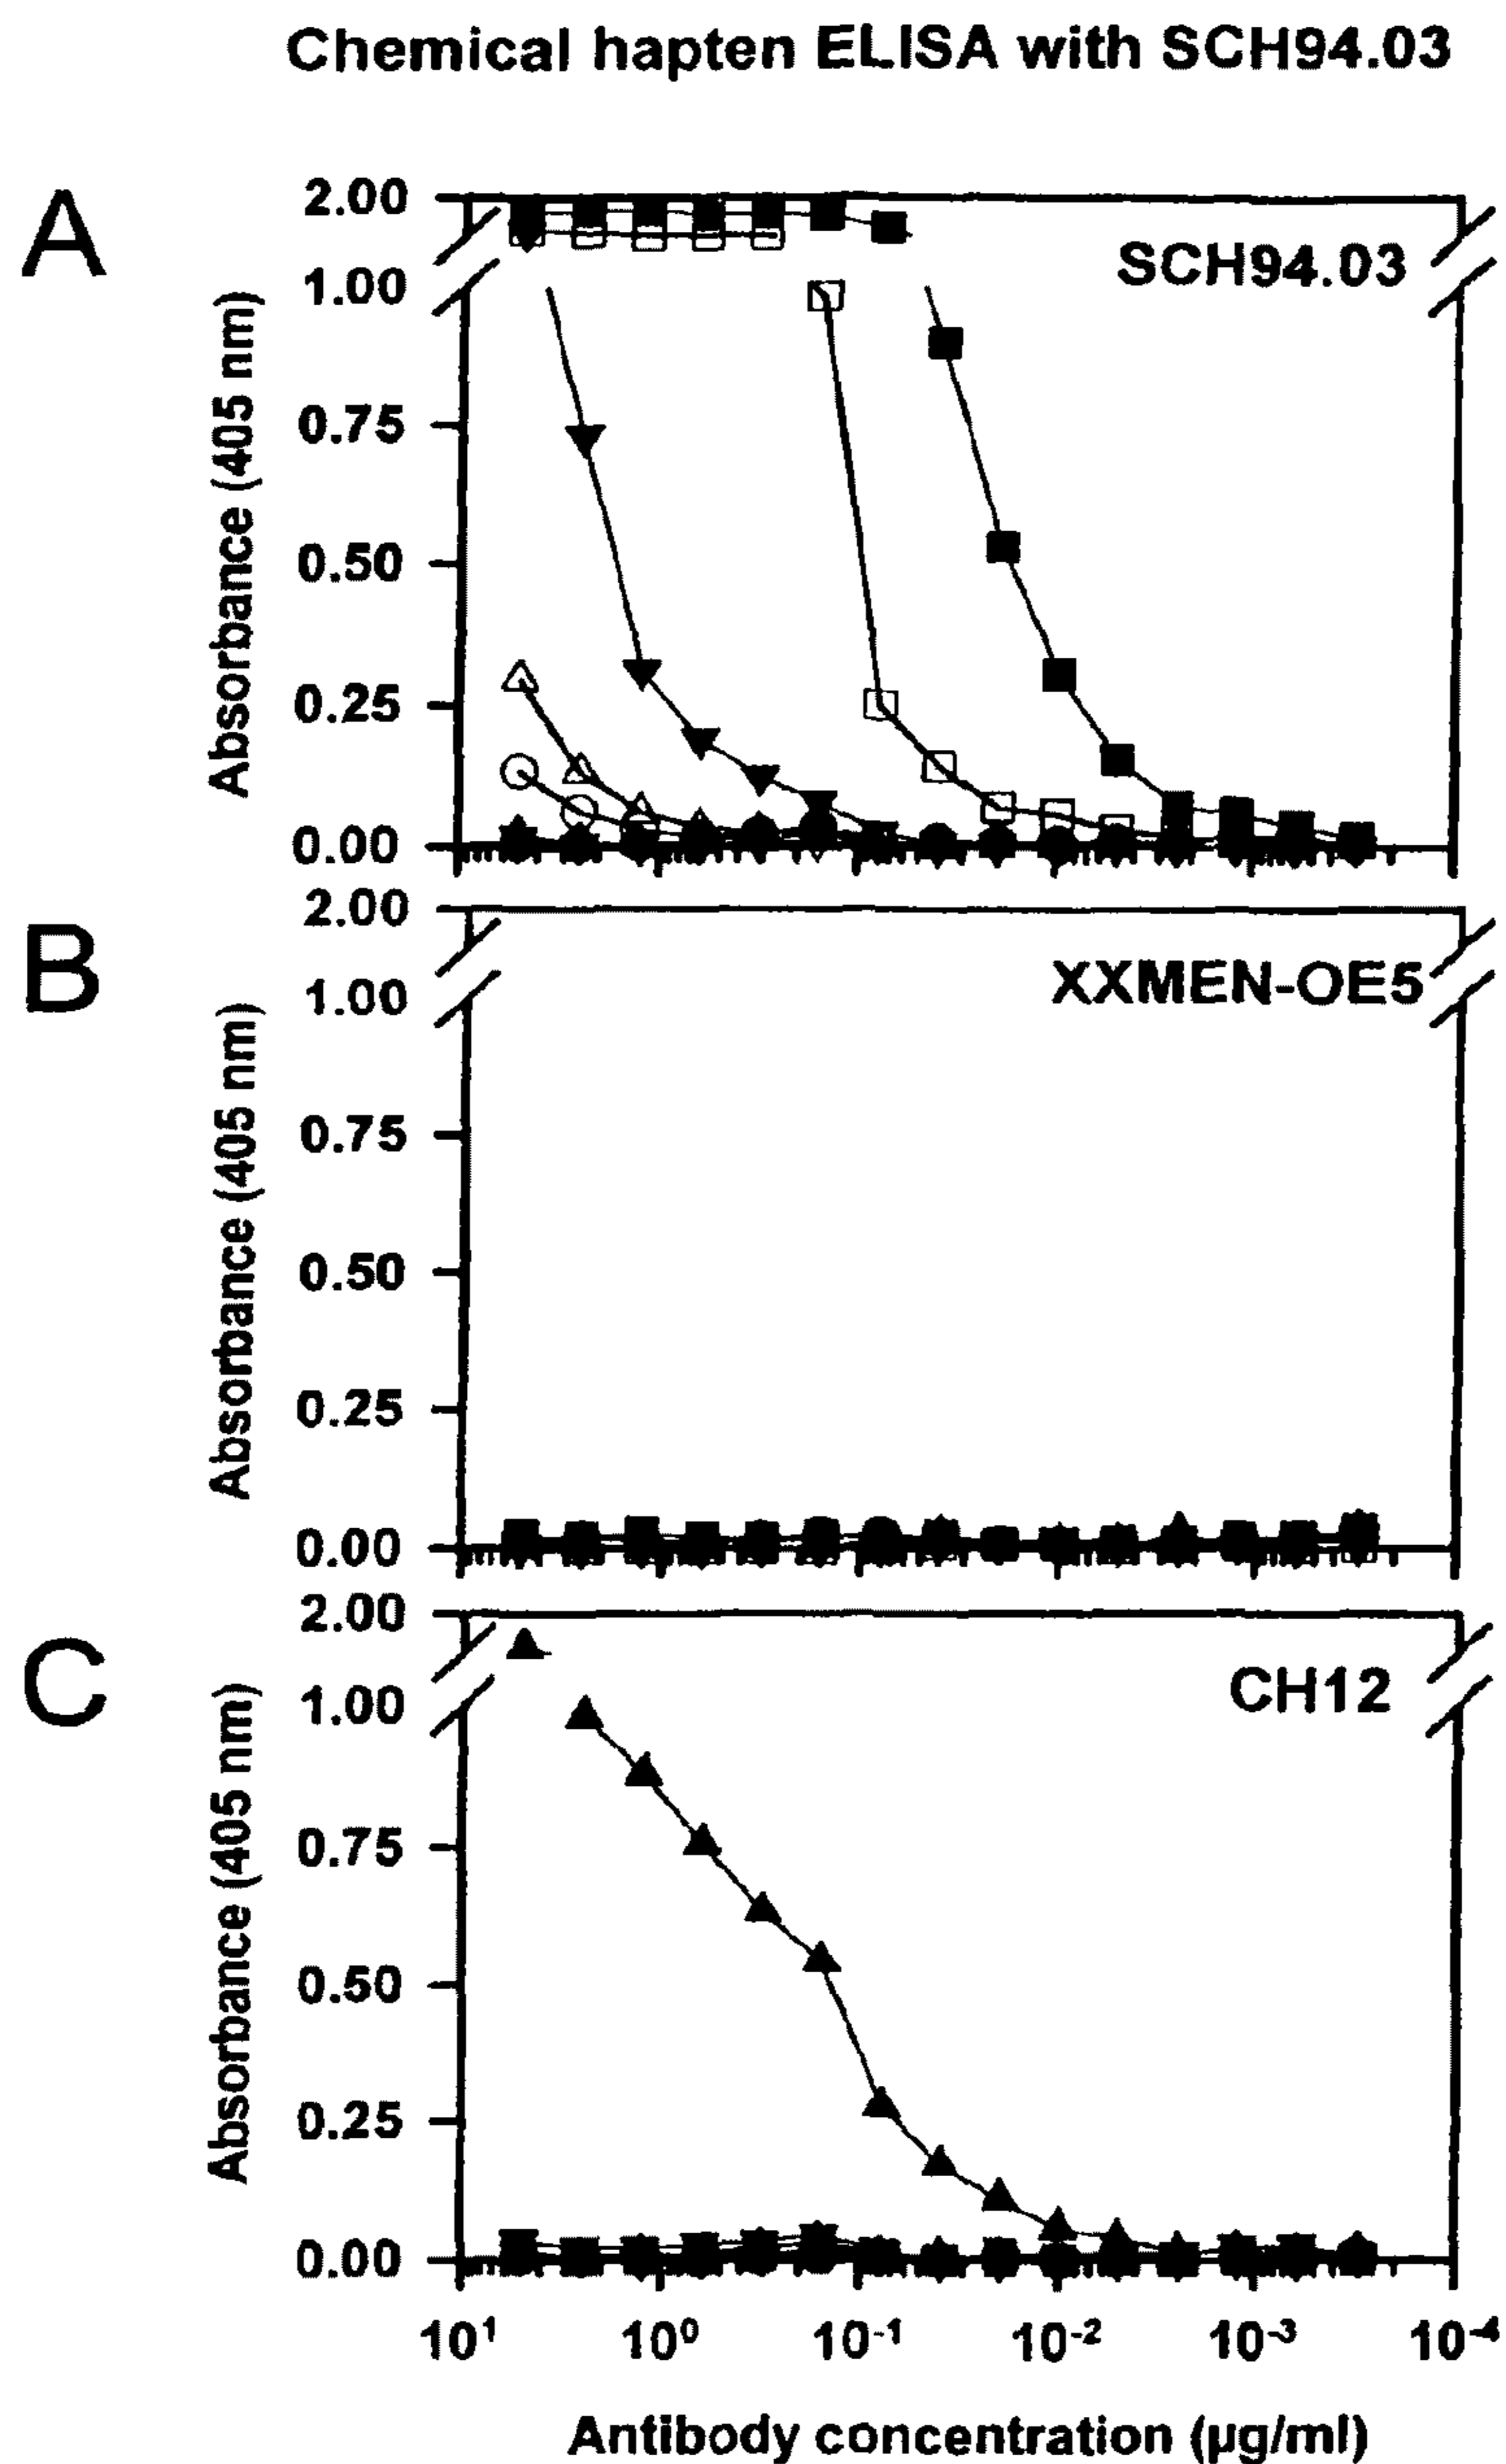 Chemical hapten ELISA with SCH94.03
A
Absorbance (405 nm)
2.00
1.00
0.75
0.50
0.25
0.00
SCH94.03
B
Absorbance (405 nm)
2.00
1.00
0.75
0.50
0.25
0.00
XXMEN-OE5
C
Absorbance (405 nm)
2.00
1.00
0.75
0.50
0.25
0.00
CH12
10¹ 10⁰ 10⁻¹ 10⁻² 10⁻³ 10⁻⁴
Antibody concentration (µg/ml)